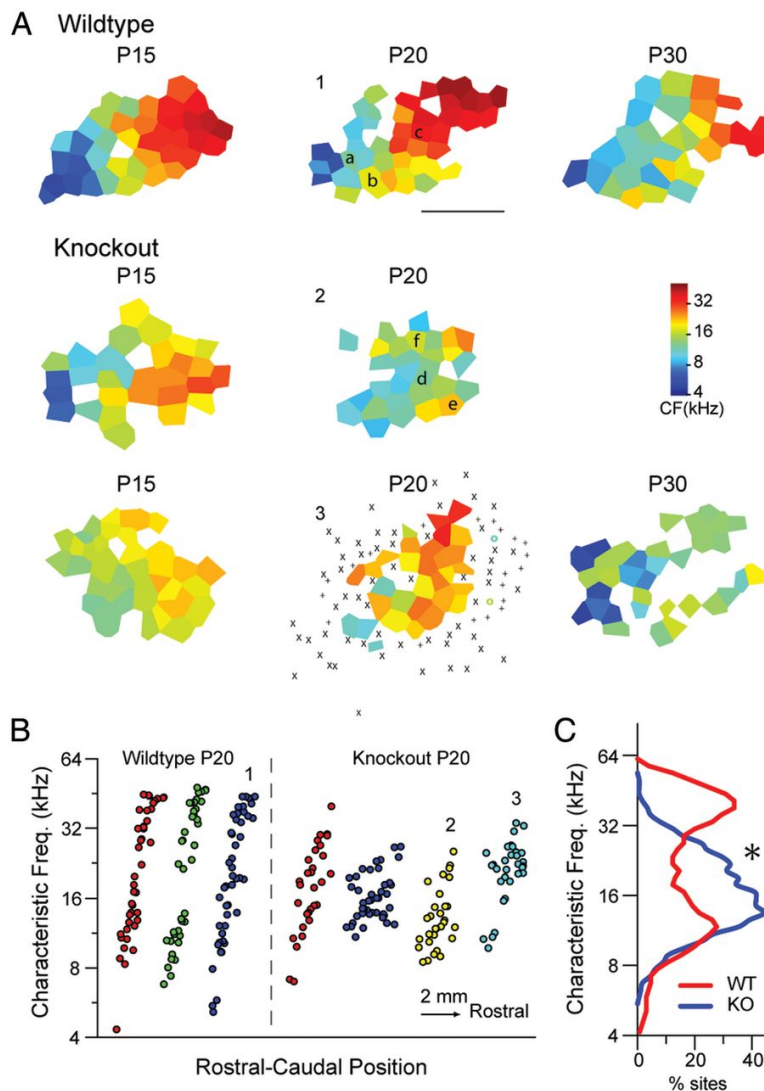 A Wildtype
P15 P20 P30
1
c
a
b
Knockout
P15 P20
2
f
d
e
32
16
8
4
CF(kHz)
P15 P20 P30
3
B
C
Characteristic Freq. (kHz)
64
32
16
8
4
Wildtype P20
Knockout P20
1
2
3
2 mm
Rostral
Rostral-Caudal Position
Characteristic Freq. (kHz)
64
32
16
8
4
*
WT
KO
0 20 40
% sites